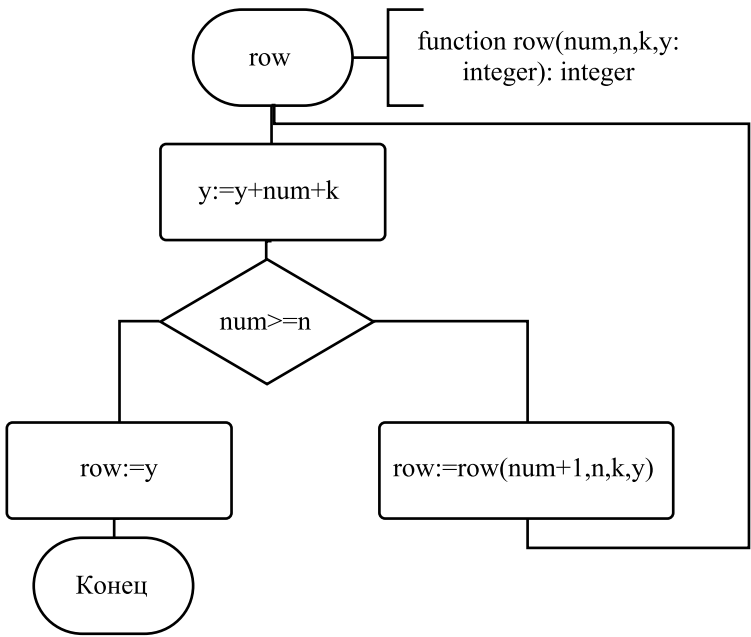 row
function row(num,n,k,y:
integer): integer
y:=y+num+k
num>=n
row:=y
row:=row(num+1,n,k,y)
Конец